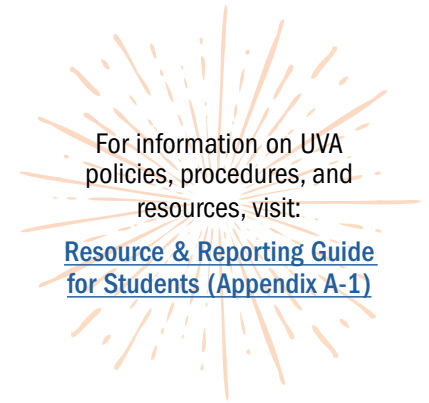 For information on UVA
policies, procedures, and
resources, visit:
Resource & Reporting Guide
for Students (Appendix A-1)